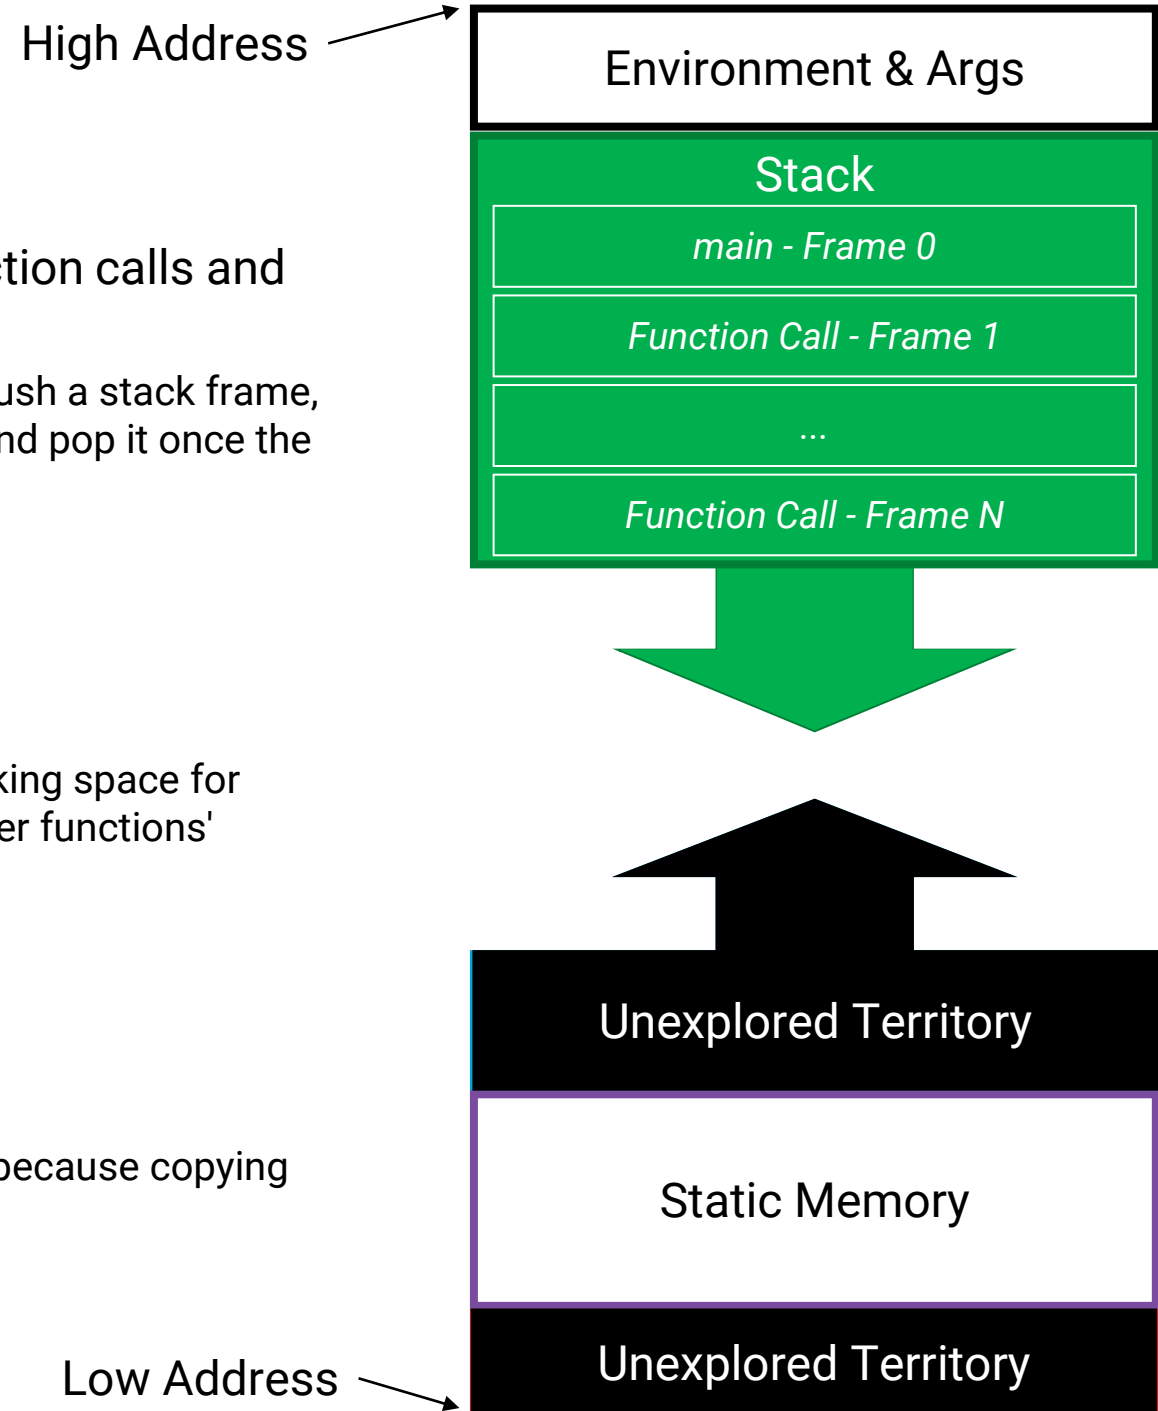 High Address
Environment & Args
Stack
main - Frame 0
ction calls and
Function Call - Frame 1
ush a stack frame,
nd pop it once the
...
Function Call - Frame N
king space for
er functions'
Unexplored Territory
because copying
Static Memory
Low Address
Unexplored Territory